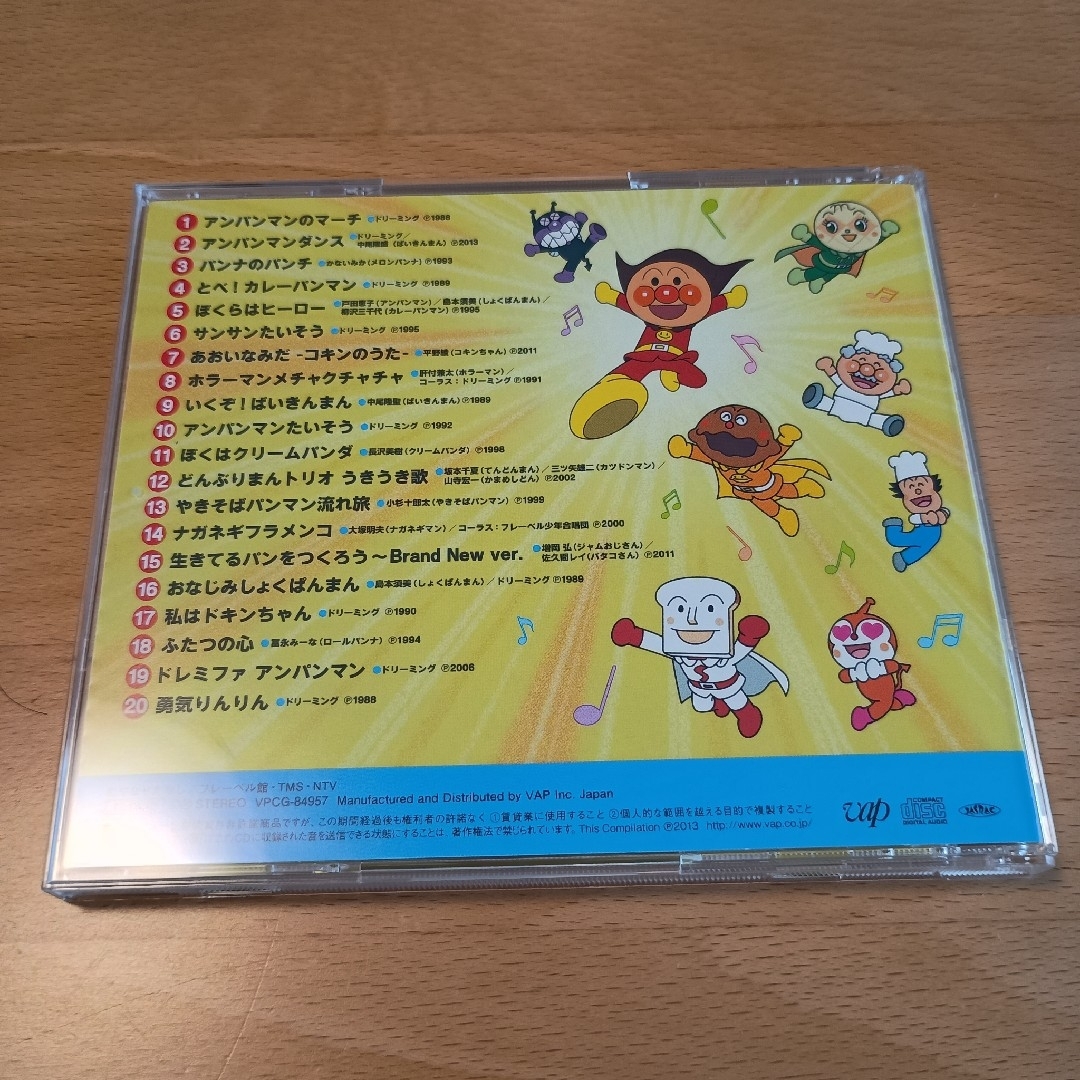 1 アンパンマンのマーチ ●ドリーミング ℗1988
2 アンパンマンダンス ●ドリーミング/
中尾隆聖(ばいきんまん) ℗2013
3 パンナのパンチ ●かないみか(メロンパンナ) ℗1993
4 とべ!カレーパンマン ●ドリーミング ℗1989
5 ぼくらはヒーロー ●戸田恵子(アンパンマン)/島本須美(しょくぱんまん)/
柳沢三千代(カレーパンマン) ℗1995
6 サンサンたいそう ●ドリーミング ℗1995
7 あおいなみだ -コキンのうた- ●平野綾(コキンちゃん) ℗2011
8 ホラーマンメチャクチャチャ ●肝付兼太(ホラーマン)/
コーラス:ドリーミング ℗1991
9 いくぞ!ばいきんまん ●中尾隆聖(ばいきんまん) ℗1989
10 アンパンマンたいそう ●ドリーミング ℗1992
11 ぼくはクリームパンダ ●長沢美樹(クリームパンダ) ℗1998
12 どんぶりまんトリオ うきうき歌 ●坂本千夏(てんどんまん)/三ツ矢雄二(カツドンマン)/
山寺宏一(かまめしどん) ℗2002
13 やきそばパンマン流れ旅 ●小杉十郎太(やきそばパンマン) ℗1999
14 ナガネギフラメンコ ●大塚明夫(ナガネギマン)/コーラス:フレーベル少年合唱団 ℗2000
15 生きてるパンをつくろう〜Brand New ver. ●増岡 弘(ジャムおじさん)/
佐久間レイ(バタコさん) ℗2011
16 おなじみしょくぱんまん ●島本須美(しょくぱんまん)/ドリーミング ℗1989
17 私はドキンちゃん ●ドリーミング ℗1990
18 ふたつの心 ●冨永みーな(ロールパンナ) ℗1994
19 ドレミファ アンパンマン ●ドリーミング ℗2006
20 勇気りんりん ●ドリーミング ℗1988
フレーベル館・TMS・NTV
STEREO VPCG-84957 Manufactured and Distributed by VAP Inc. Japan
商品ですが、この期間経過後も権利者の許諾なく ①賃貸業に使用すること ②個人的な範囲を越える目的で複製すること
に収録された音を送信できる状態にすることは、著作権法で禁じられています。This Compilation ℗2013 http://www.vap.co.jp/
vap
COMPACT
disc
DIGITAL AUDIO
JASRAC